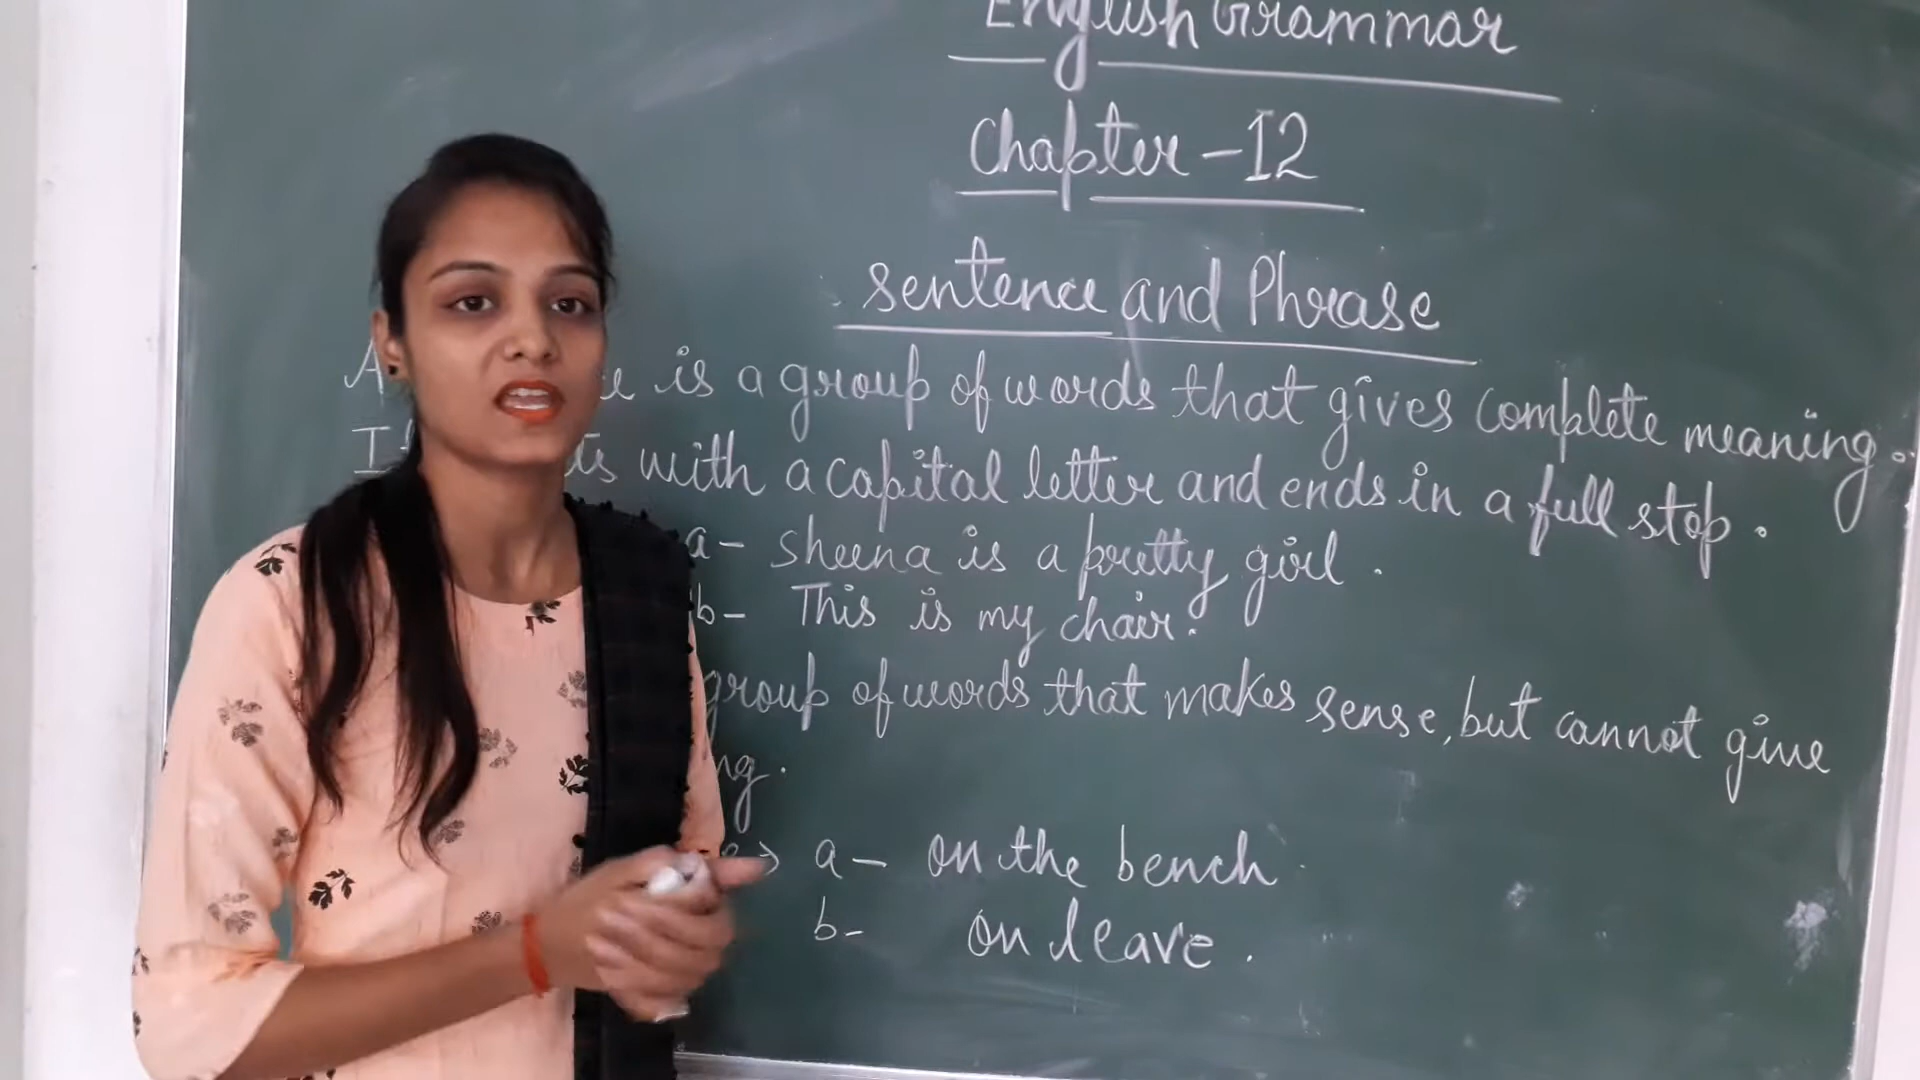 English Grammar
Chapter-12
Sentence and Phrase
A is a group of words that gives complete meaning.
with a capital letter and ends in a full stop.
a- Sheena is a pretty girl.
b- This is my chair.
group of words that makes sense, but cannot give
a- on the bench
b- on leave.